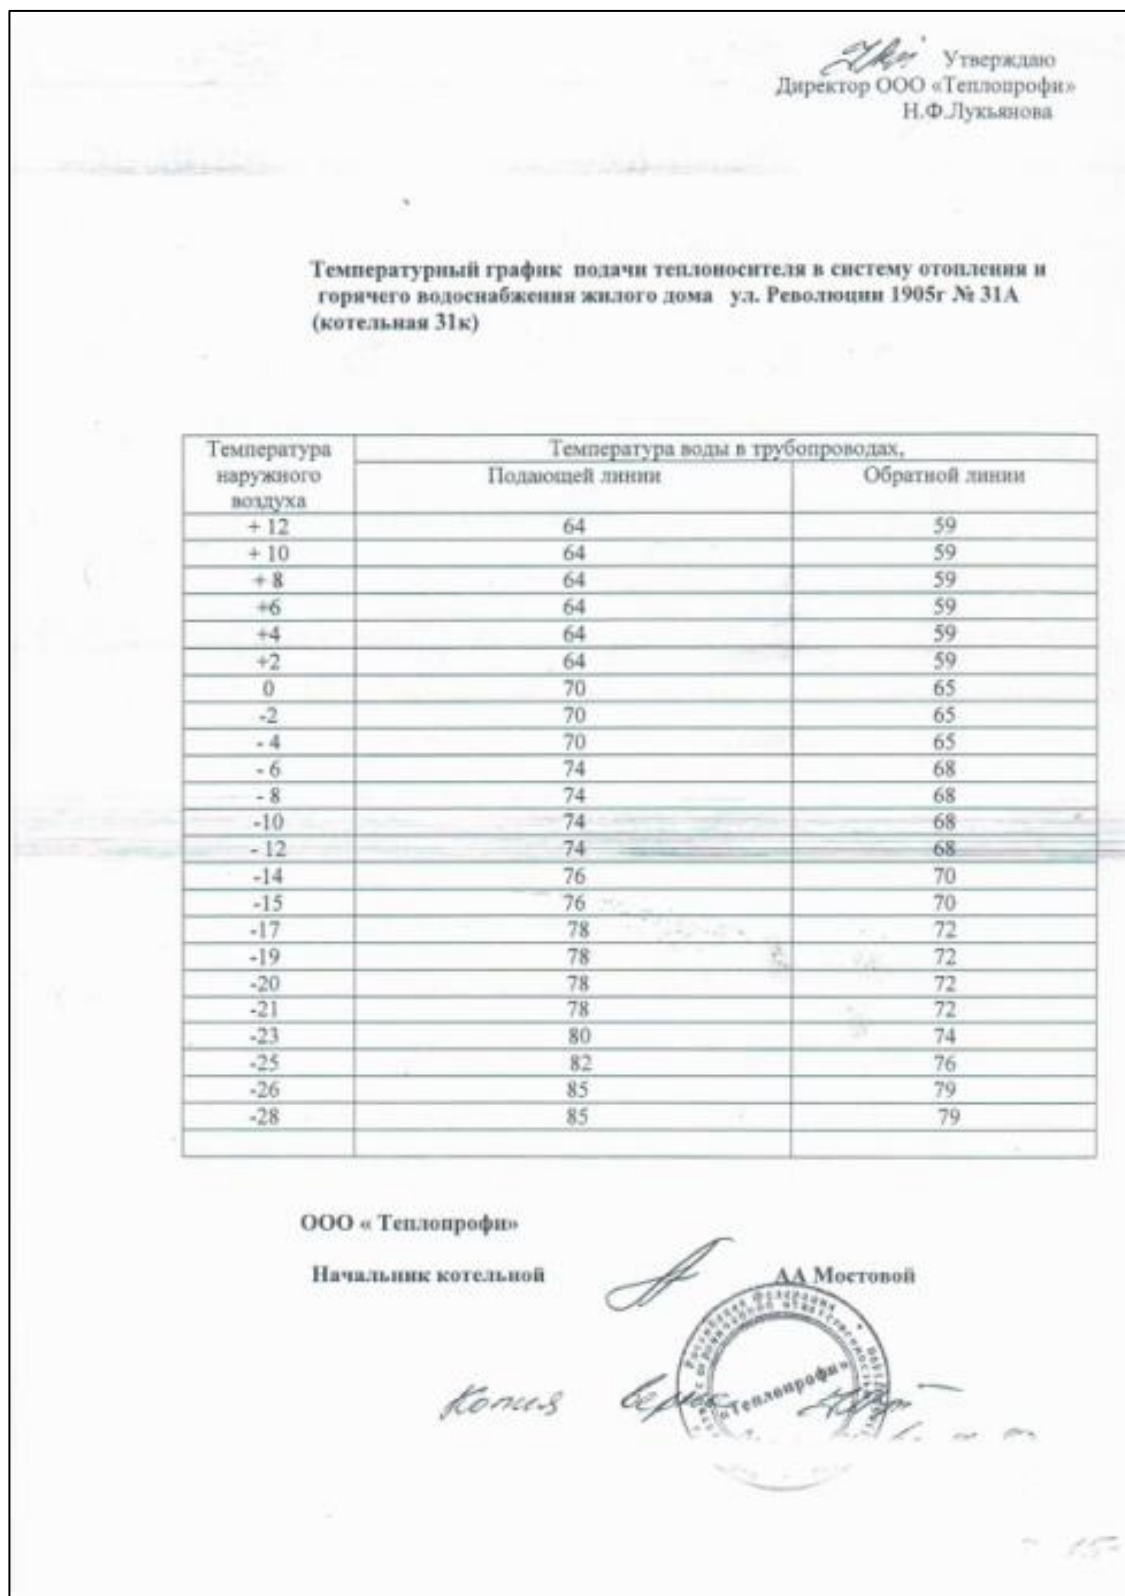 Утверждаю
Директор ООО «Теплопрофи»
Н.Ф.Лукьянова
Температурный график подачи теплоносителя в систему отопления и
горячего водоснабжения жилого дома ул. Революции 1905г № 31А
(котельная 31к)
Температура наружного воздуха Температура воды в трубопроводах,
Подающей линии Обратной линии
+ 12 64 59
+ 10 64 59
+ 8 64 59
+6 64 59
+4 64 59
+2 64 59
0 70 65
-2 70 65
- 4 70 65
- 6 74 68
- 8 74 68
-10 74 68
- 12 74 68
-14 76 70
-15 76 70
-17 78 72
-19 78 72
-20 78 72
-21 78 72
-23 80 74
-25 82 76
-26 85 79
-28 85 79
ООО « Теплопрофи»
Начальник котельной АА Мостовой
Российская Федерация
с ограниченной ответственностью
«Теплопрофи»
Копия верна